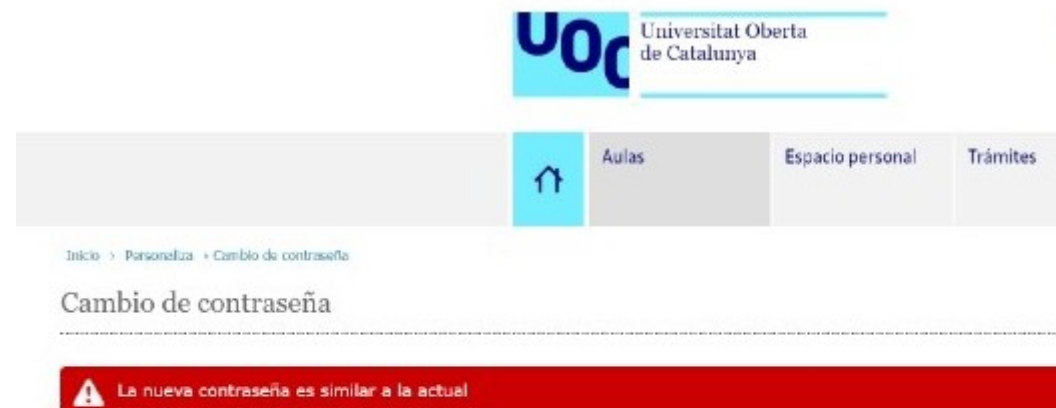 UOC
Universitat Oberta
de Catalunya
Aulas
Espacio personal
Trámites
Inicio > Personaliza > Cambio de contraseña
Cambio de contraseña
La nueva contraseña es similar a la actual